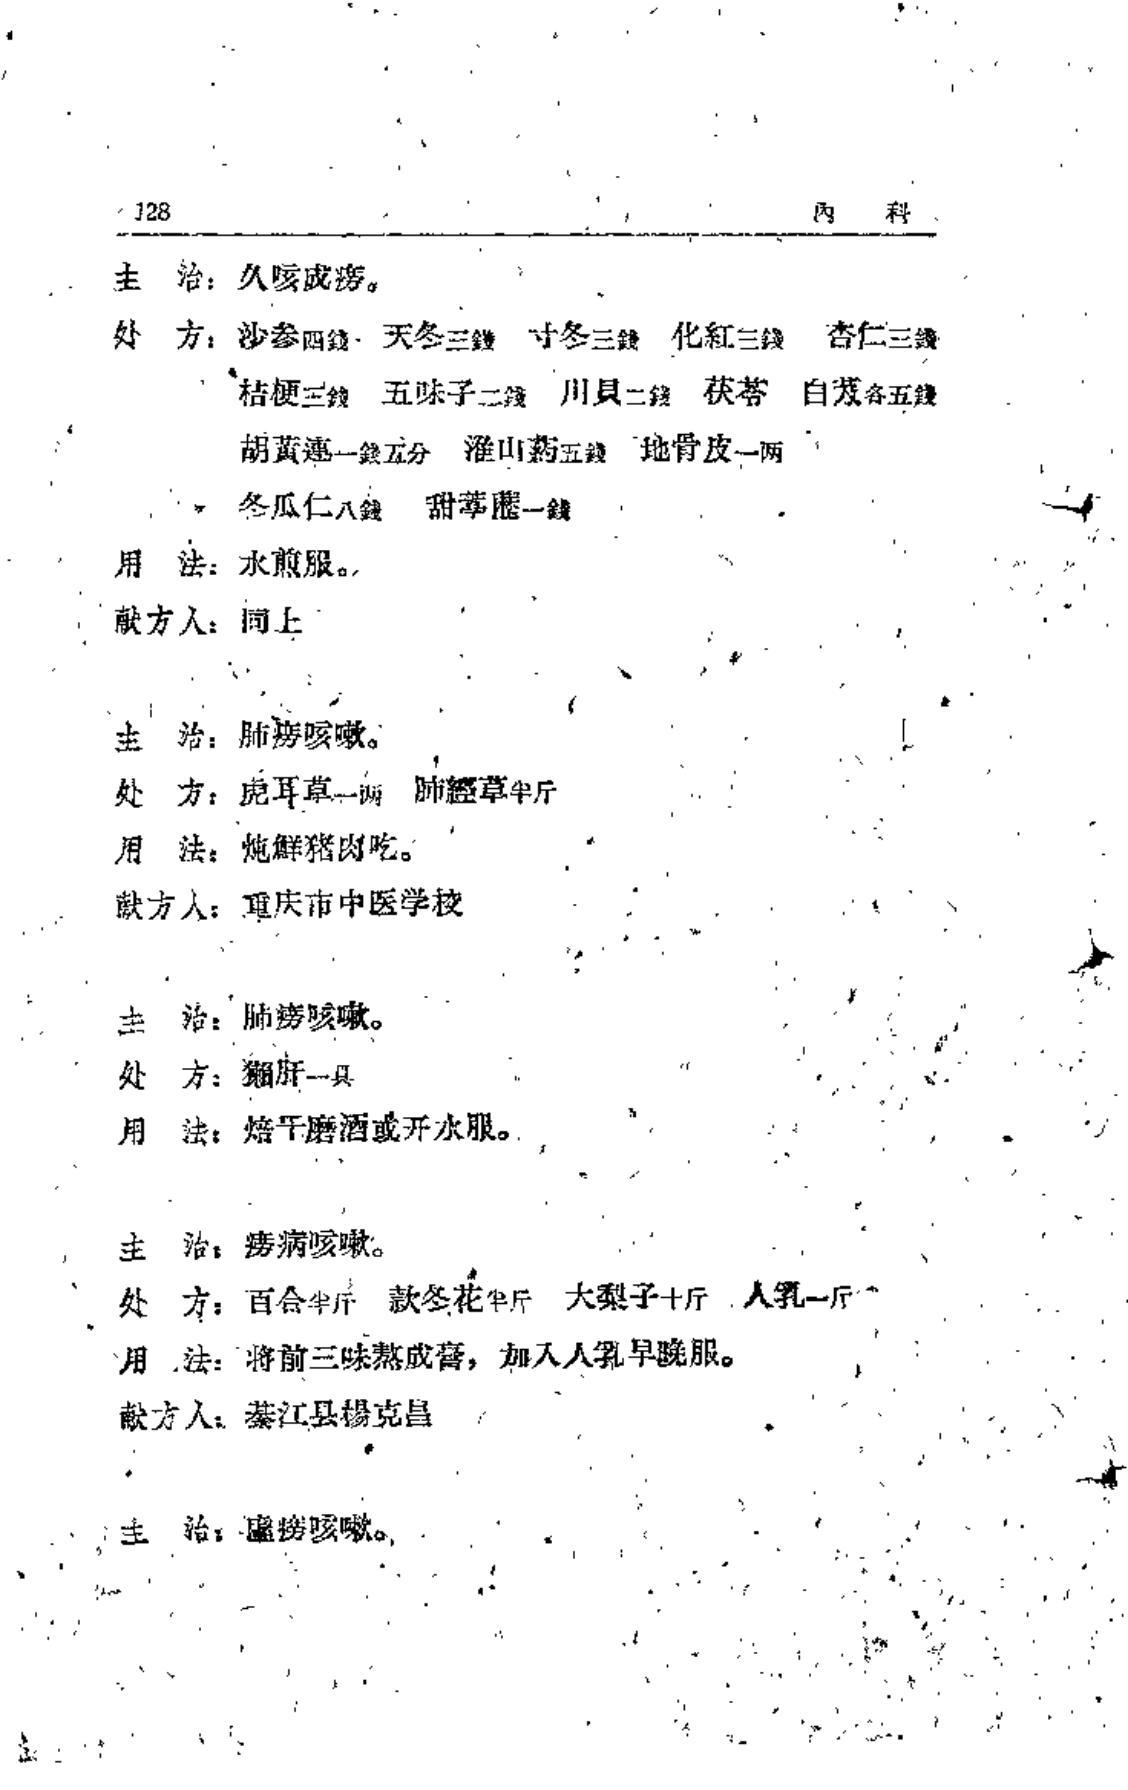 128 內科
主治：久咳成痨。
处方：沙参四錢 天冬三錢 寸冬三錢 化紅三錢 杏仁三錢
桔梗三錢 五味子二錢 川貝二錢 茯苓 白芨各五錢
胡黃連一錢五分 淮山药五錢 地骨皮一两
冬瓜仁八錢 甜葶藶一錢
用法：水煎服。
献方人：同上
主治：肺痨咳嗽。
处方：虎耳草一两 肺經草半斤
用法：炖鮮猪肉吃。
献方人：重庆市中医学校
主治：肺痨咳嗽。
处方：獺肝一具
用法：焙干磨酒或开水服。
主治：痨病咳嗽。
处方：百合半斤 款冬花半斤 大梨子十斤 人乳一斤
用法：将前三味熬成膏，加入人乳早晚服。
献方人：綦江县楊克昌
主治：虛痨咳嗽。